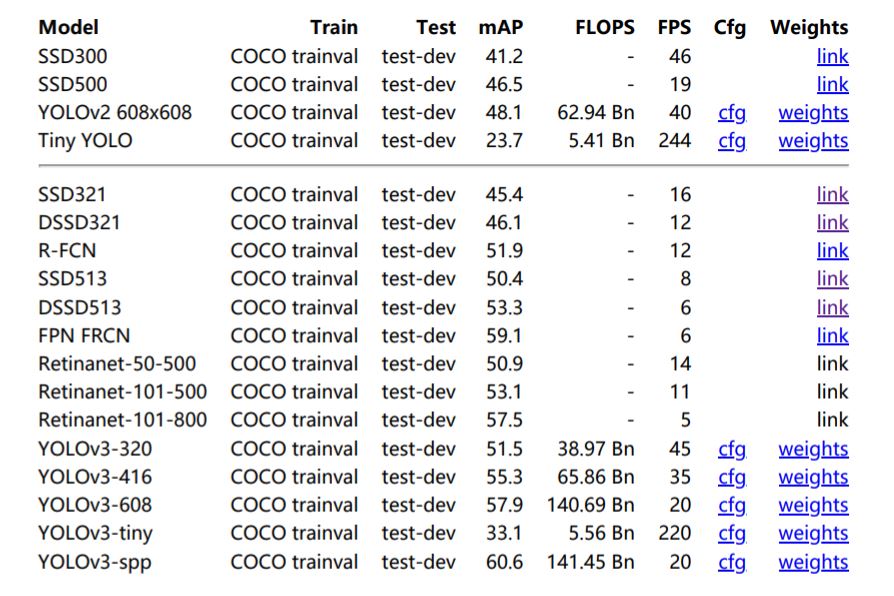 Model Train Test mAP FLOPS FPS Cfg Weights
SSD300 COCO trainval test-dev 41.2 - 46 link
SSD500 COCO trainval test-dev 46.5 - 19 link
YOLOv2 608x608 COCO trainval test-dev 48.1 62.94 Bn 40 cfg weights
Tiny YOLO COCO trainval test-dev 23.7 5.41 Bn 244 cfg weights
SSD321 COCO trainval test-dev 45.4 - 16 link
DSSD321 COCO trainval test-dev 46.1 - 12 link
R-FCN COCO trainval test-dev 51.9 - 12 link
SSD513 COCO trainval test-dev 50.4 - 8 link
DSSD513 COCO trainval test-dev 53.3 - 6 link
FPN FRCN COCO trainval test-dev 59.1 - 6 link
Retinanet-50-500 COCO trainval test-dev 50.9 - 14 link
Retinanet-101-500 COCO trainval test-dev 53.1 - 11 link
Retinanet-101-800 COCO trainval test-dev 57.5 - 5 link
YOLOv3-320 COCO trainval test-dev 51.5 38.97 Bn 45 cfg weights
YOLOv3-416 COCO trainval test-dev 55.3 65.86 Bn 35 cfg weights
YOLOv3-608 COCO trainval test-dev 57.9 140.69 Bn 20 cfg weights
YOLOv3-tiny COCO trainval test-dev 33.1 5.56 Bn 220 cfg weights
YOLOv3-spp COCO trainval test-dev 60.6 141.45 Bn 20 cfg weights